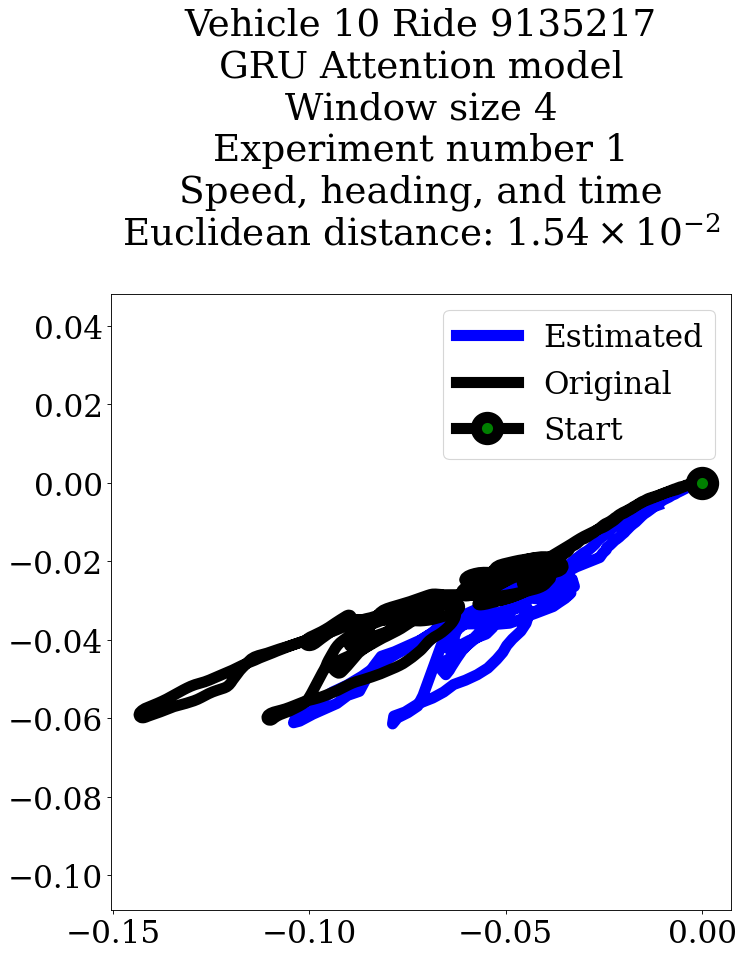 Vehicle 10 Ride 9135217
GRU Attention model
Window size 4
Experiment number 1
Speed, heading, and time
Euclidean distance: 1.54 × 10⁻²
Estimated
Original
Start
0.04
0.02
0.00
−0.02
−0.04
−0.06
−0.08
−0.10
−0.15 −0.10 −0.05 0.00